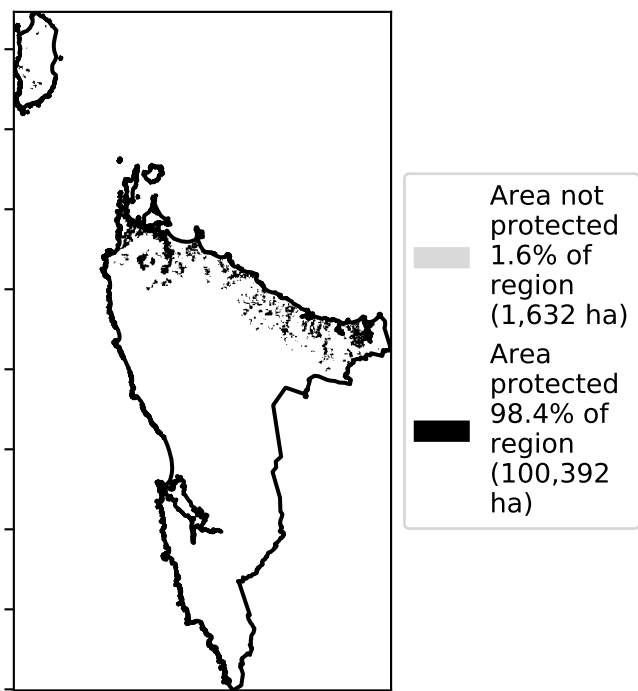 Area not
protected
1.6% of
region
(1,632 ha)
Area
protected
98.4% of
region
(100,392
ha)